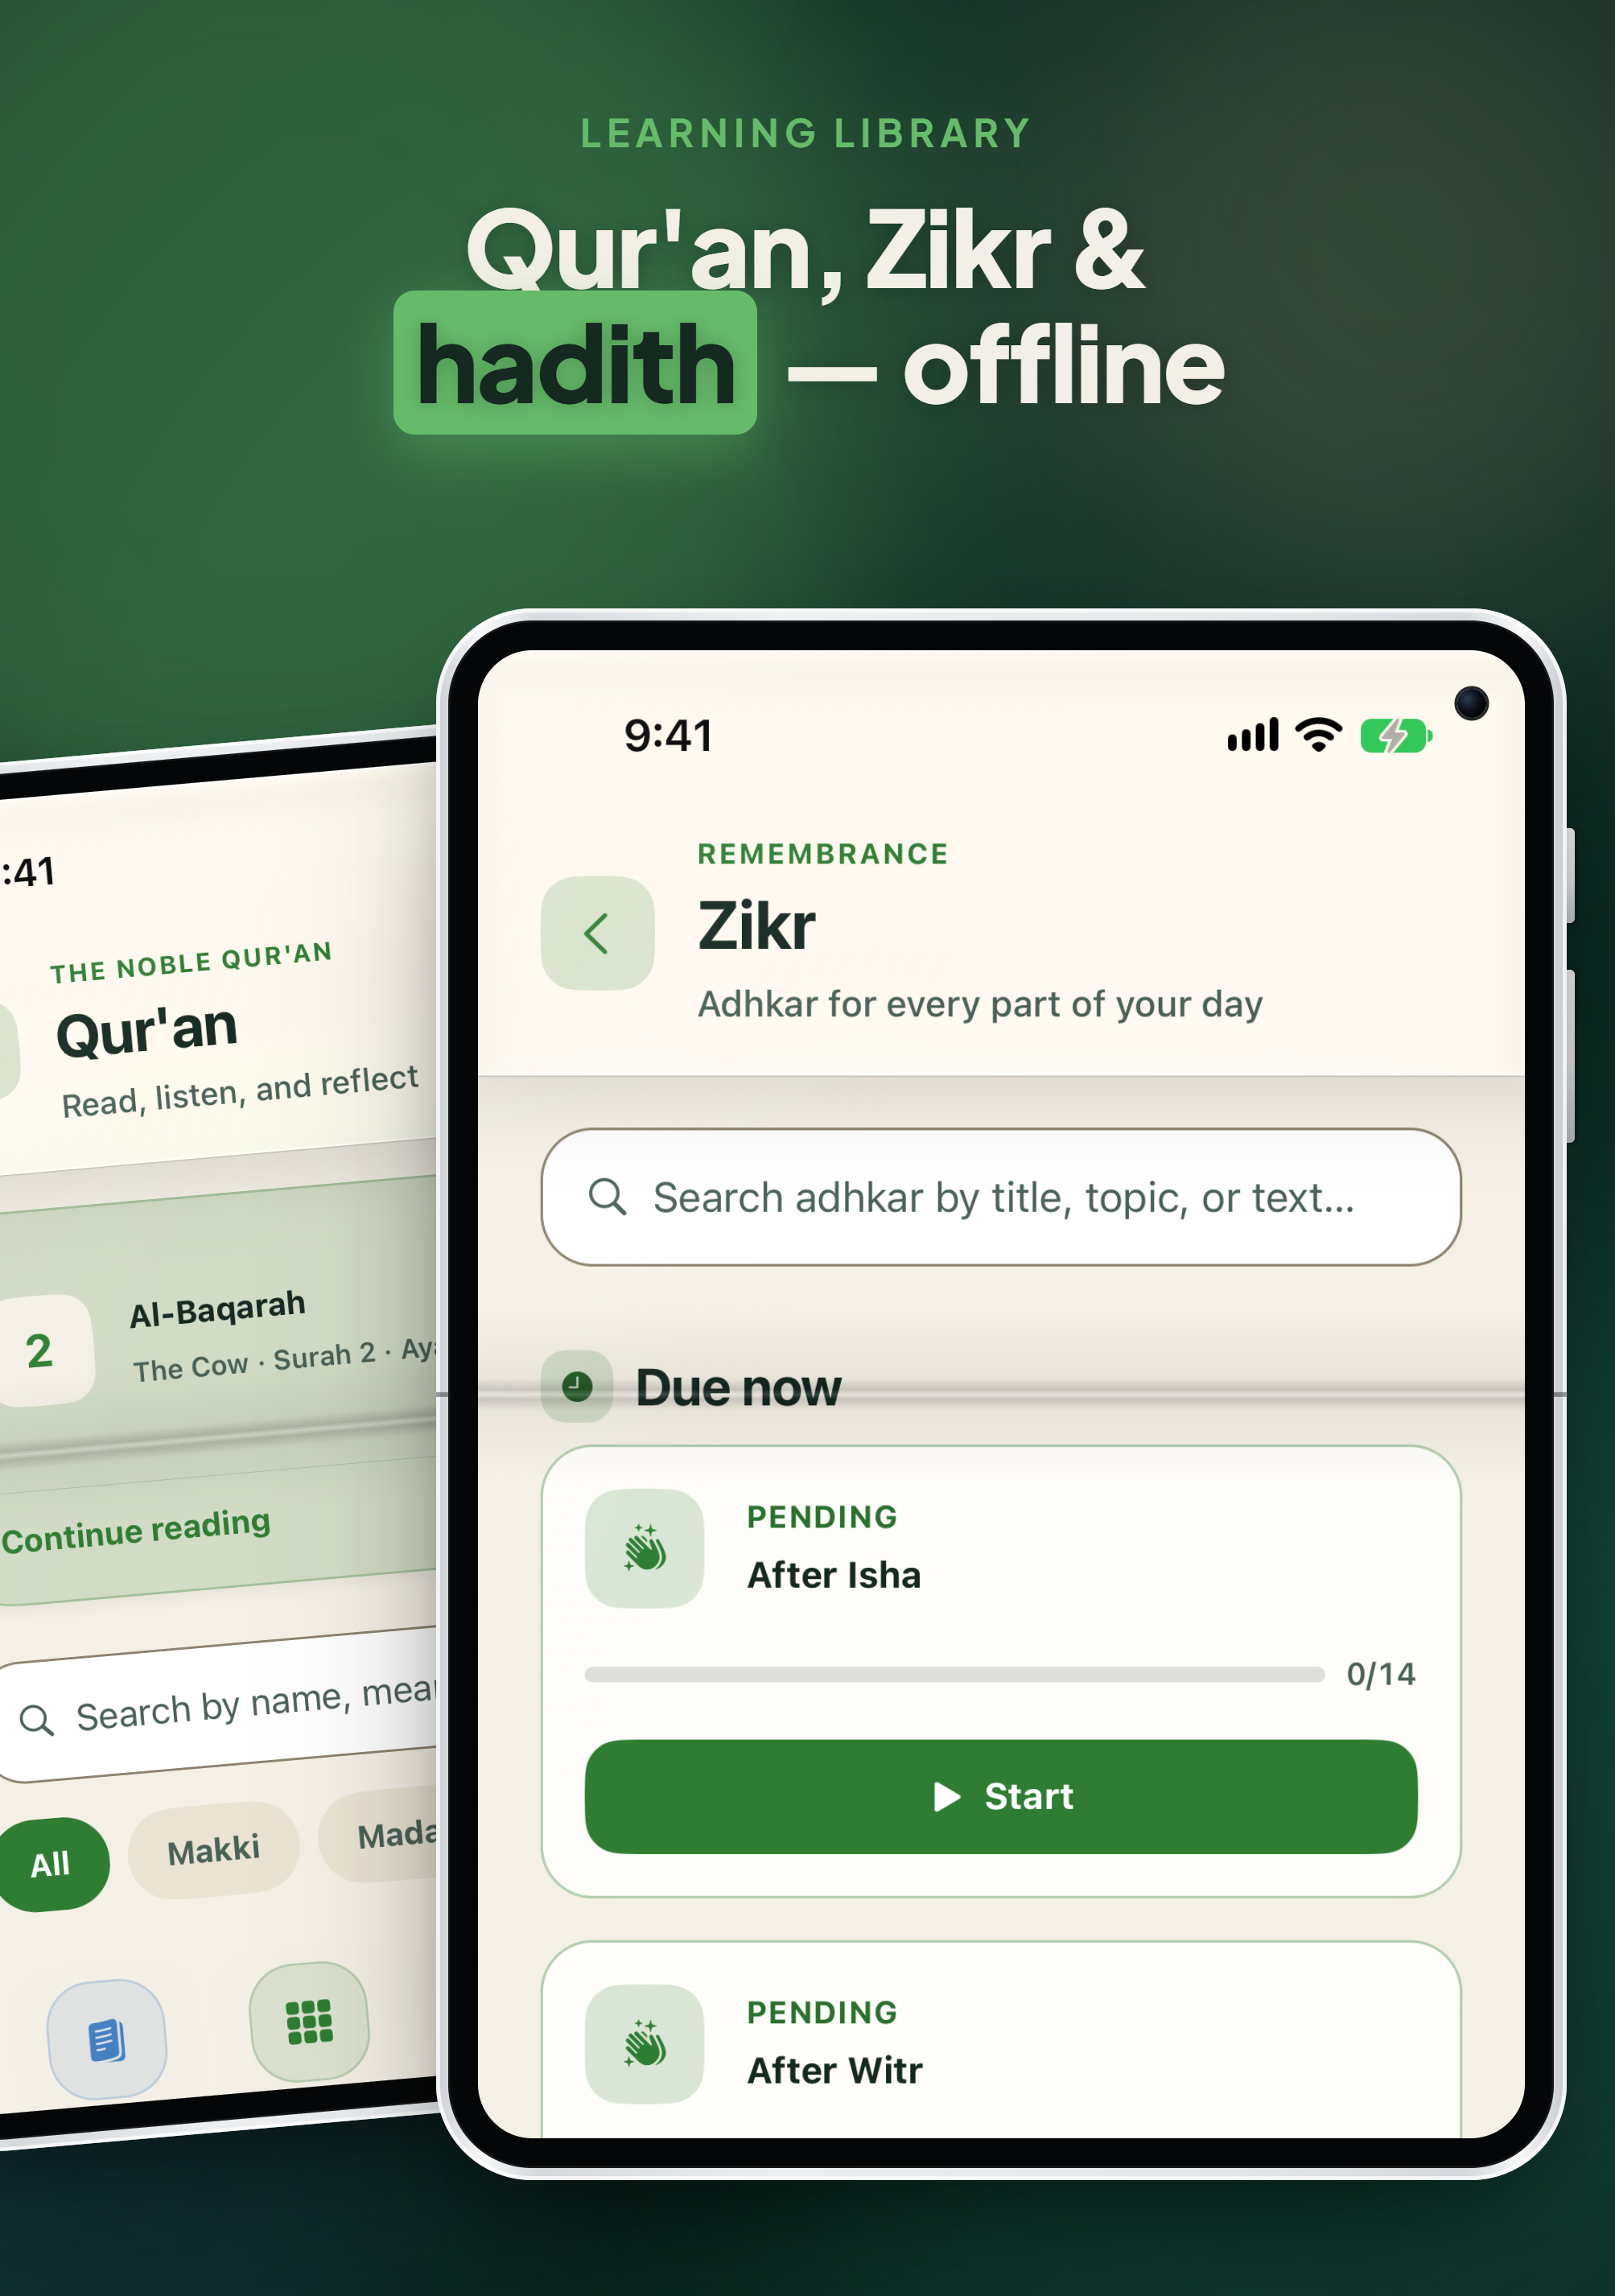 LEARNING LIBRARY
Qur'an, Zikr &
hadith — offline
:41
THE NOBLE QUR'AN
Qur'an
Read, listen, and reflect
2
Al-Baqarah
The Cow · Surah 2 ·
Continue reading
Search by name,
All
Makki
9:41
REMEMBRANCE
Zikr
Adhkar for every part of your day
Search adhkar by title, topic, or text...
Due now
PENDING
After Isha
0/14
Start
PENDING
After Witr